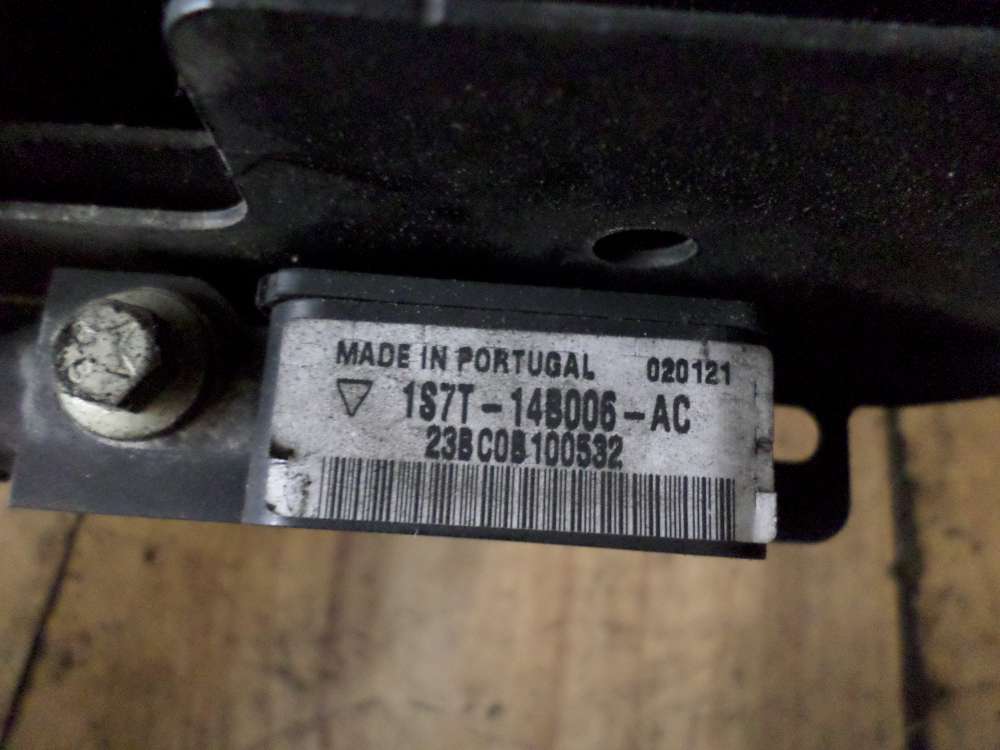 MADE IN PORTUGAL 020121
1S7T-14B006-AC
23BC0B100532